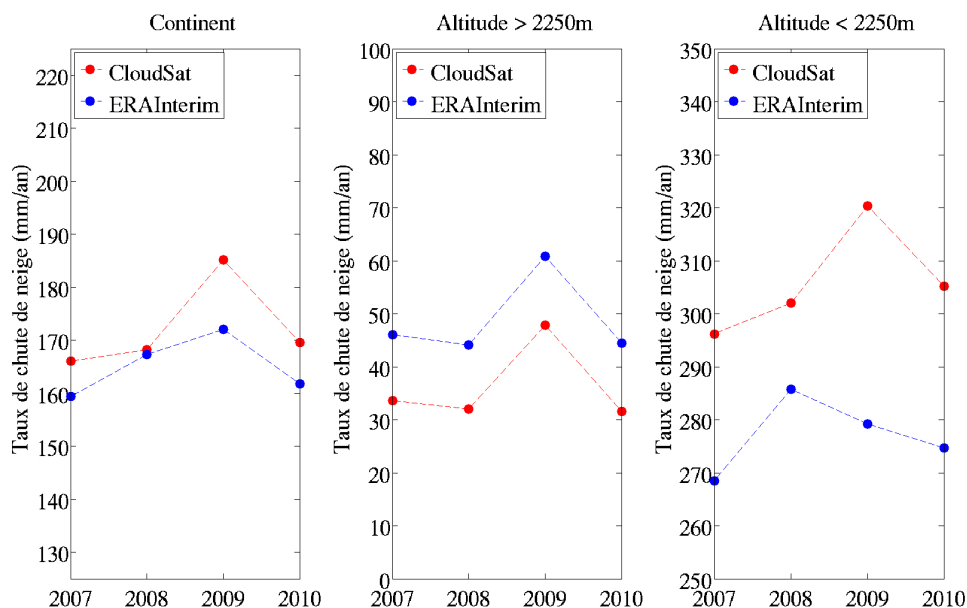 Continent
Taux de chute de neige (mm/an)
220
210
200
190
180
170
160
150
140
130
CloudSat
ERAInterim
2007 2008 2009 2010
Altitude > 2250m
Taux de chute de neige (mm/an)
100
90
80
70
60
50
40
30
20
10
0
CloudSat
ERAInterim
2007 2008 2009 2010
Altitude < 2250m
Taux de chute de neige (mm/an)
350
340
330
320
310
300
290
280
270
260
250
CloudSat
ERAInterim
2007 2008 2009 2010